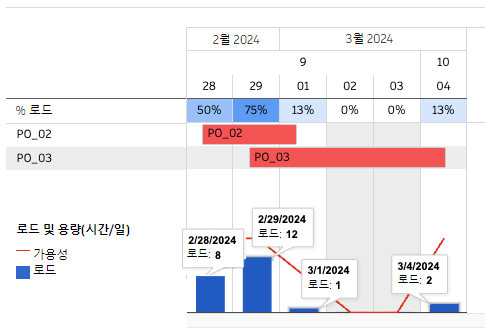 2월 2024 3월 2024
9 10
28 29 01 02 03 04
% 로드 50% 75% 13% 0% 0% 13%
PO_02 PO_02
PO_03 PO_03
로드 및 용량(시간/일)
가용성
로드
2/28/2024
로드: 8
2/29/2024
로드: 12
3/1/2024
로드: 1
3/4/2024
로드: 2